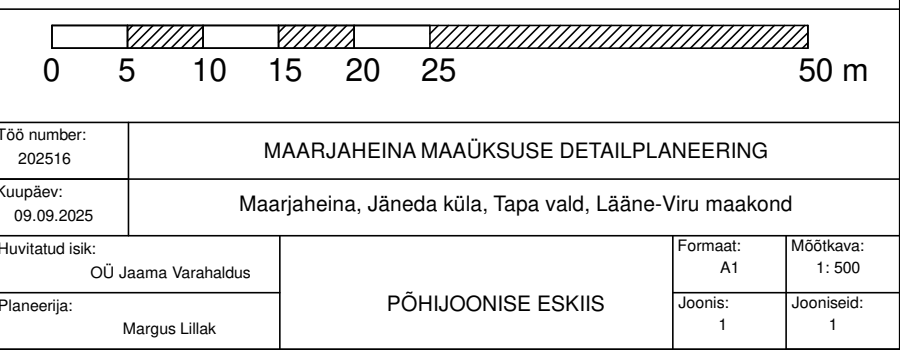 0 5 10 15 20 25 50 m
Töö number:
202516
MAARJAHEINA MAAÜKSUSE DETAILPLANEERING
Kuupäev:
09.09.2025
Maarjaheina, Jäneda küla, Tapa vald, Lääne-Viru maakond
Huvitatud isik:
OÜ Jaama Varahaldus
Planeerija:
Margus Lillak
PÕHIJOONISE ESKIIS
Formaat:
A1
Mõõtkava:
1: 500
Joonis:
1
Jooniseid:
1